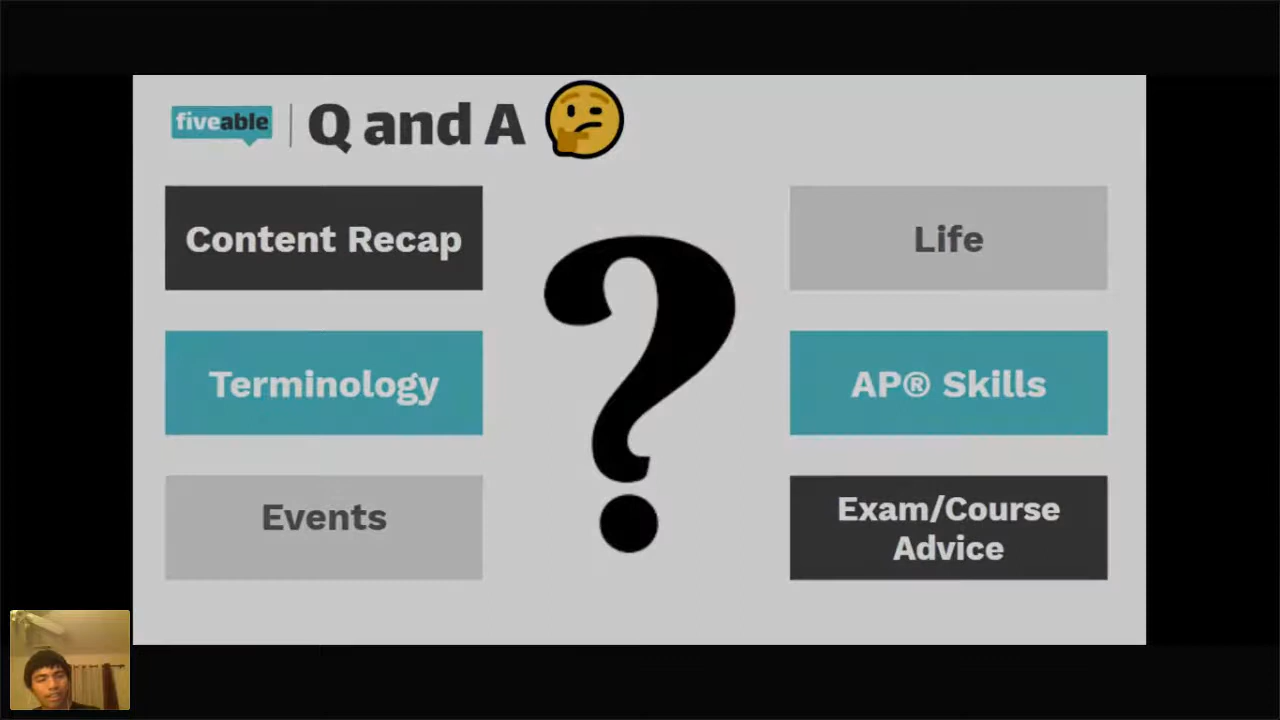 fiveable
Q and A
Content Recap
Life
?
Terminology
AP® Skills
Events
Exam/Course
Advice